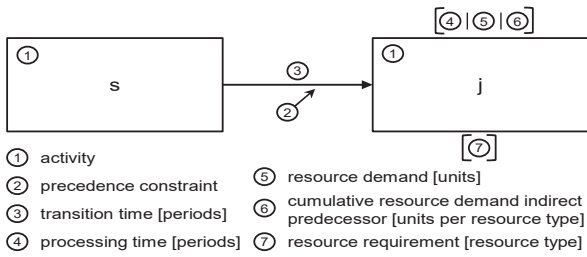 [④|⑤|⑥]
① s ③ ① j
②
[⑦]
① activity
② precedence constraint
③ transition time [periods]
④ processing time [periods]
⑤ resource demand [units]
⑥ cumulative resource demand indirect
predecessor [units per resource type]
⑦ resource requirement [resource type]